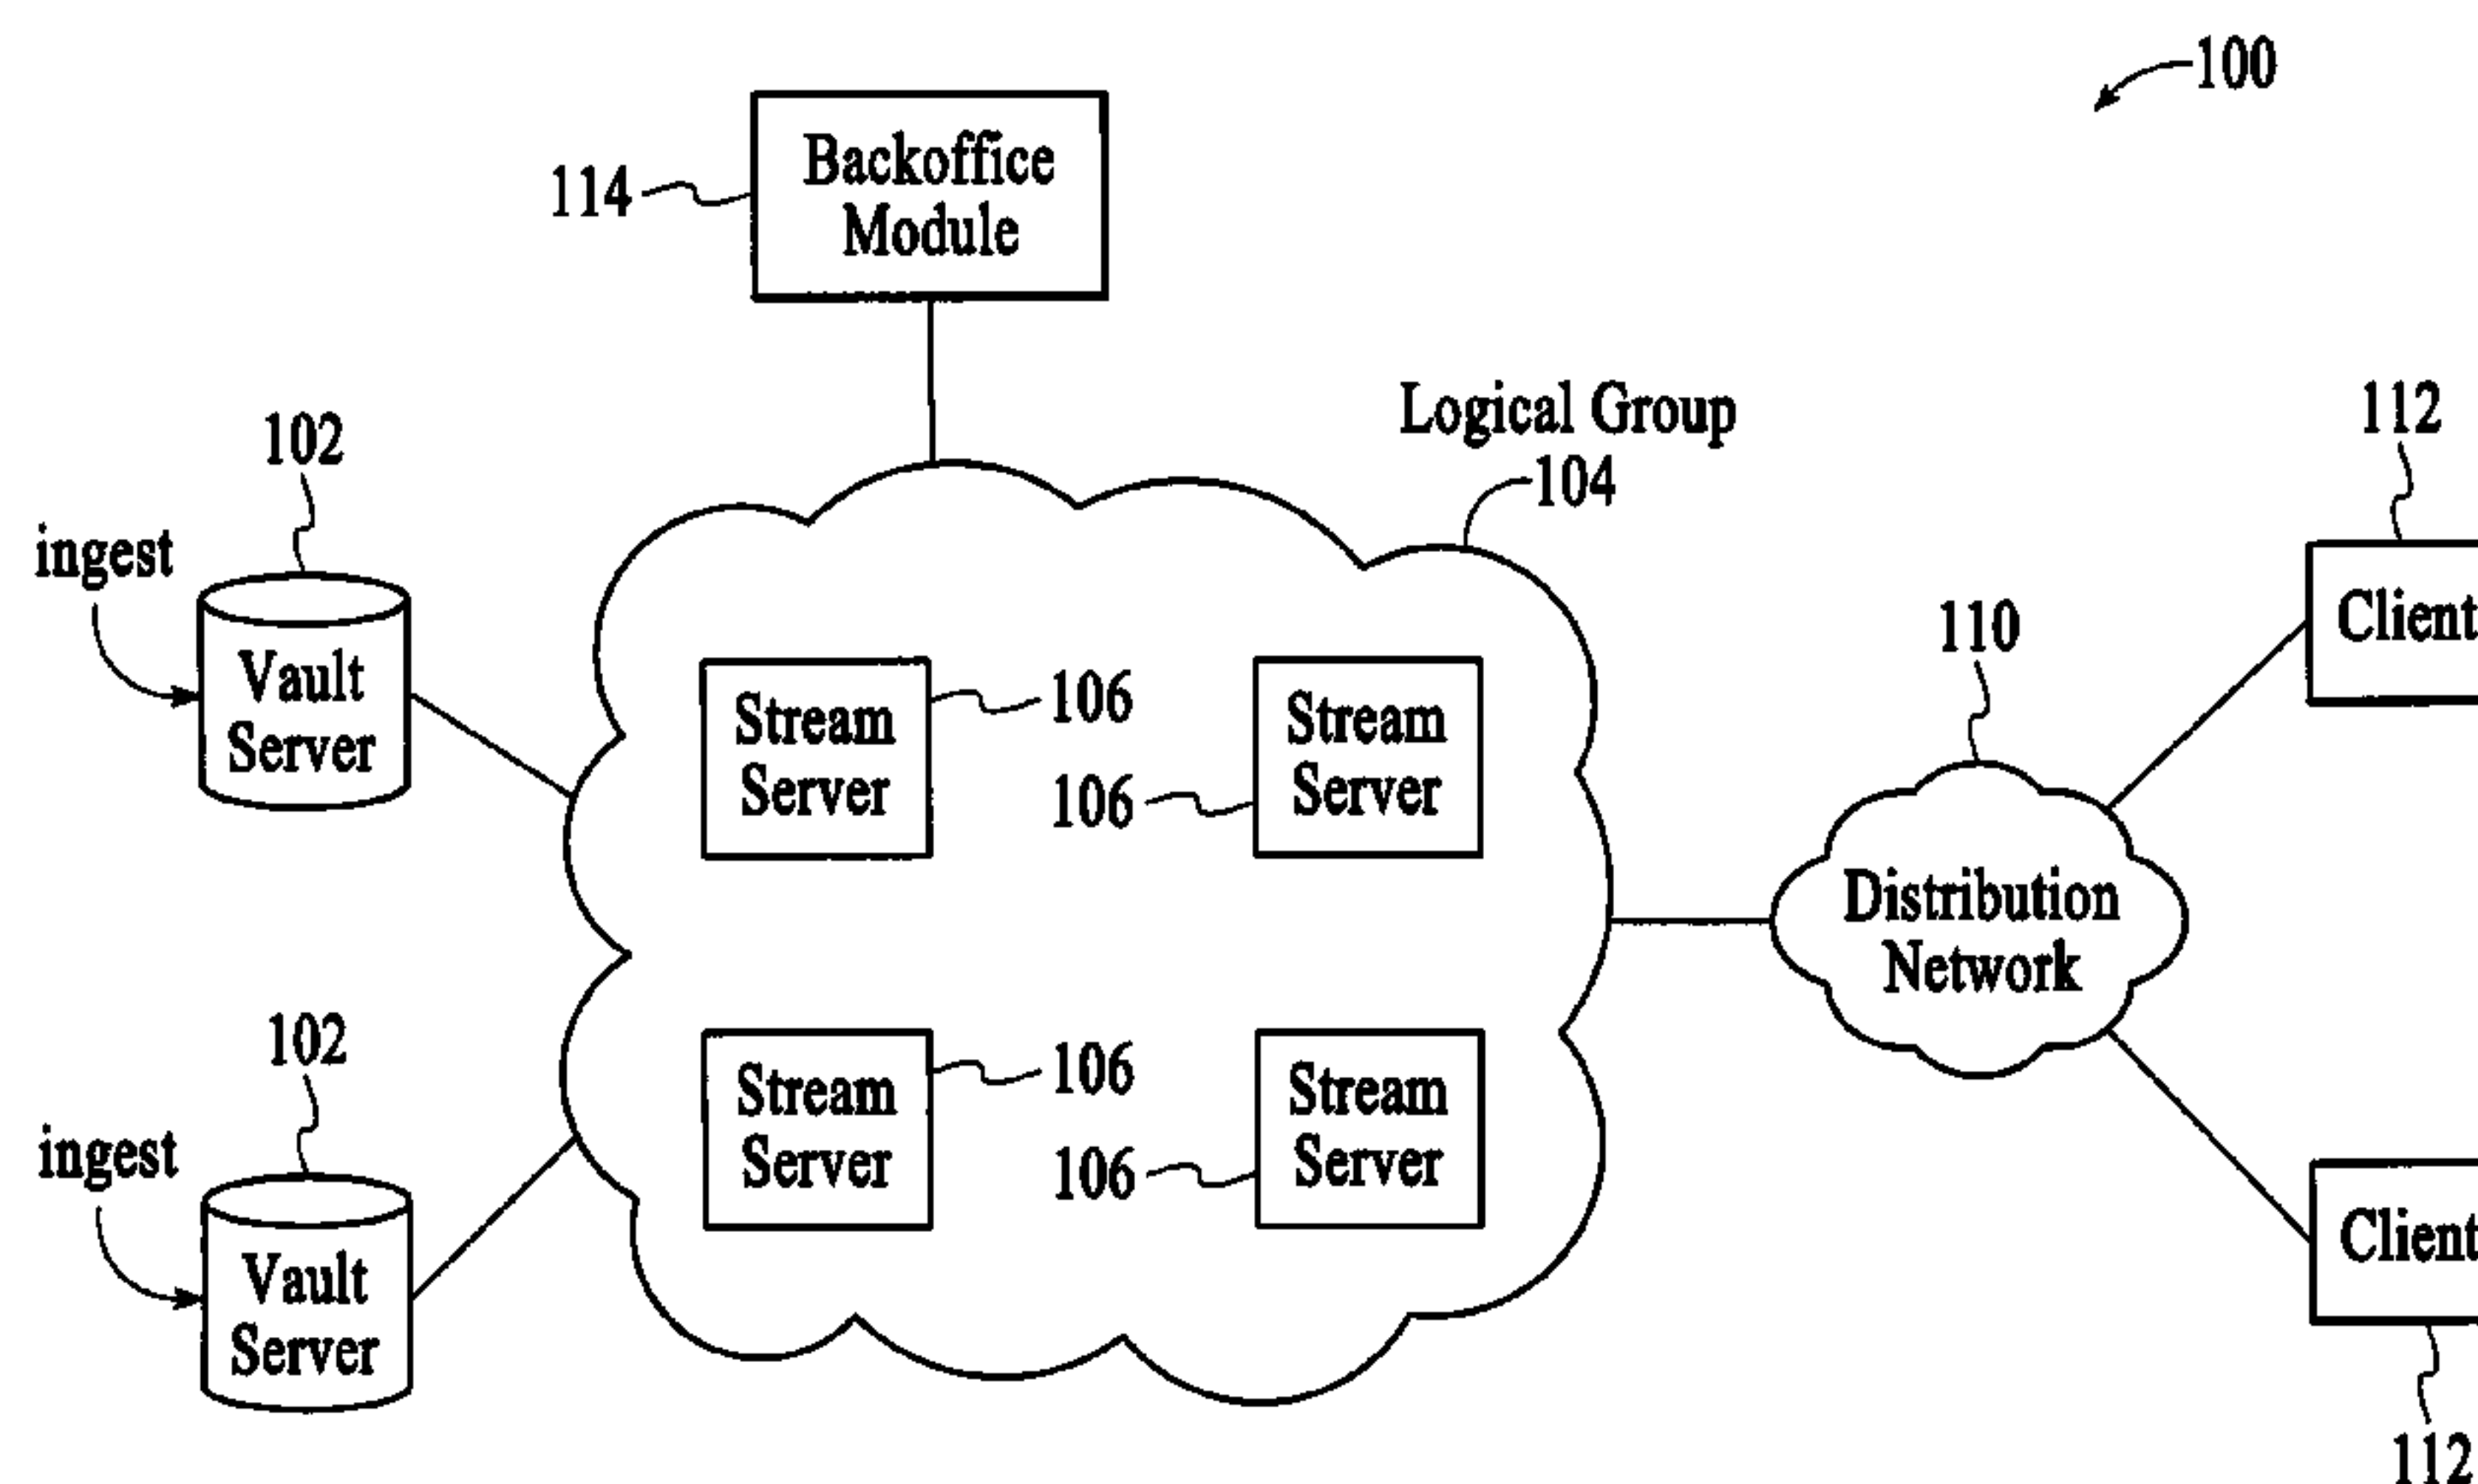 100
Backoffice
Module
114
Logical Group
104
112
102
ingest
Vault
Server
Client
110
Stream
Server
106
Stream
Server
106
Distribution
Network
102
ingest
Vault
Server
Stream
Server
106
Stream
Server
106
Client
112